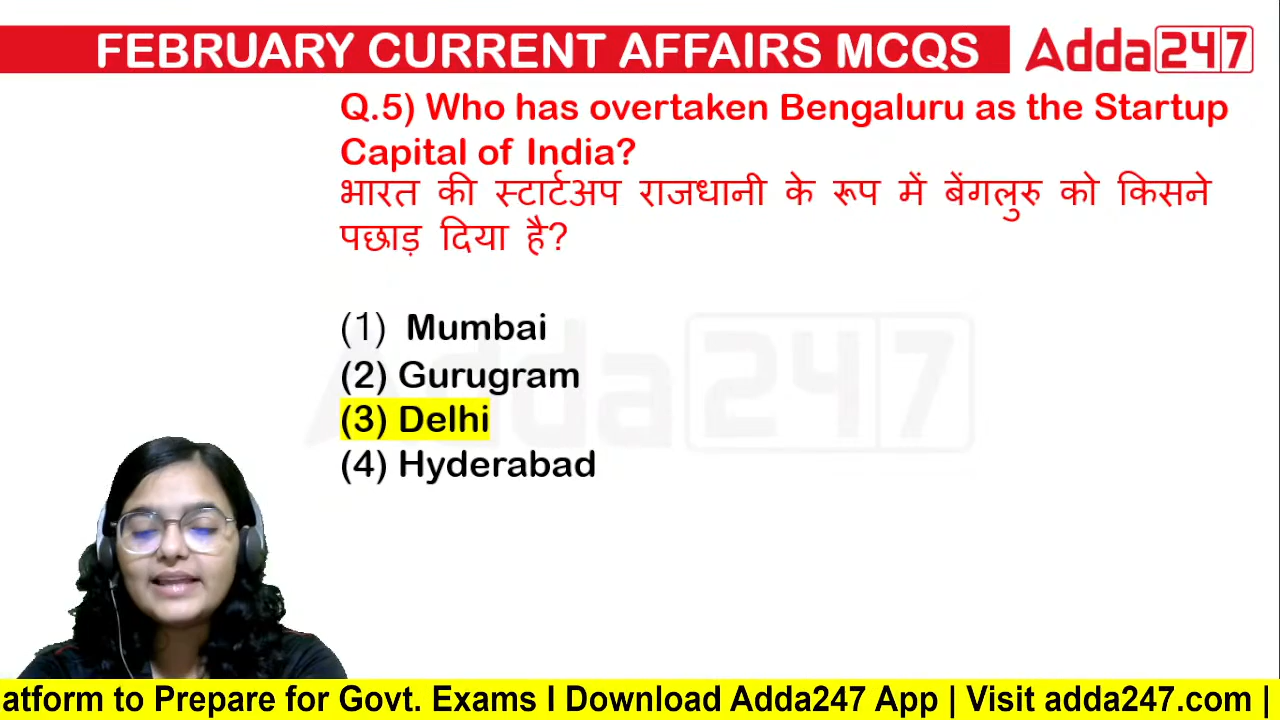 FEBRUARY CURRENT AFFAIRS MCQS
Adda247
Q.5) Who has overtaken Bengaluru as the Startup
Capital of India?
भारत की स्टार्टअप राजधानी के रूप में बेंगलुरु को किसने
पछाड़ दिया है?
(1) Mumbai
(2) Gurugram
(3) Delhi
(4) Hyderabad
Adda247
atform to Prepare for Govt. Exams I Download Adda247 App | Visit adda247.com |